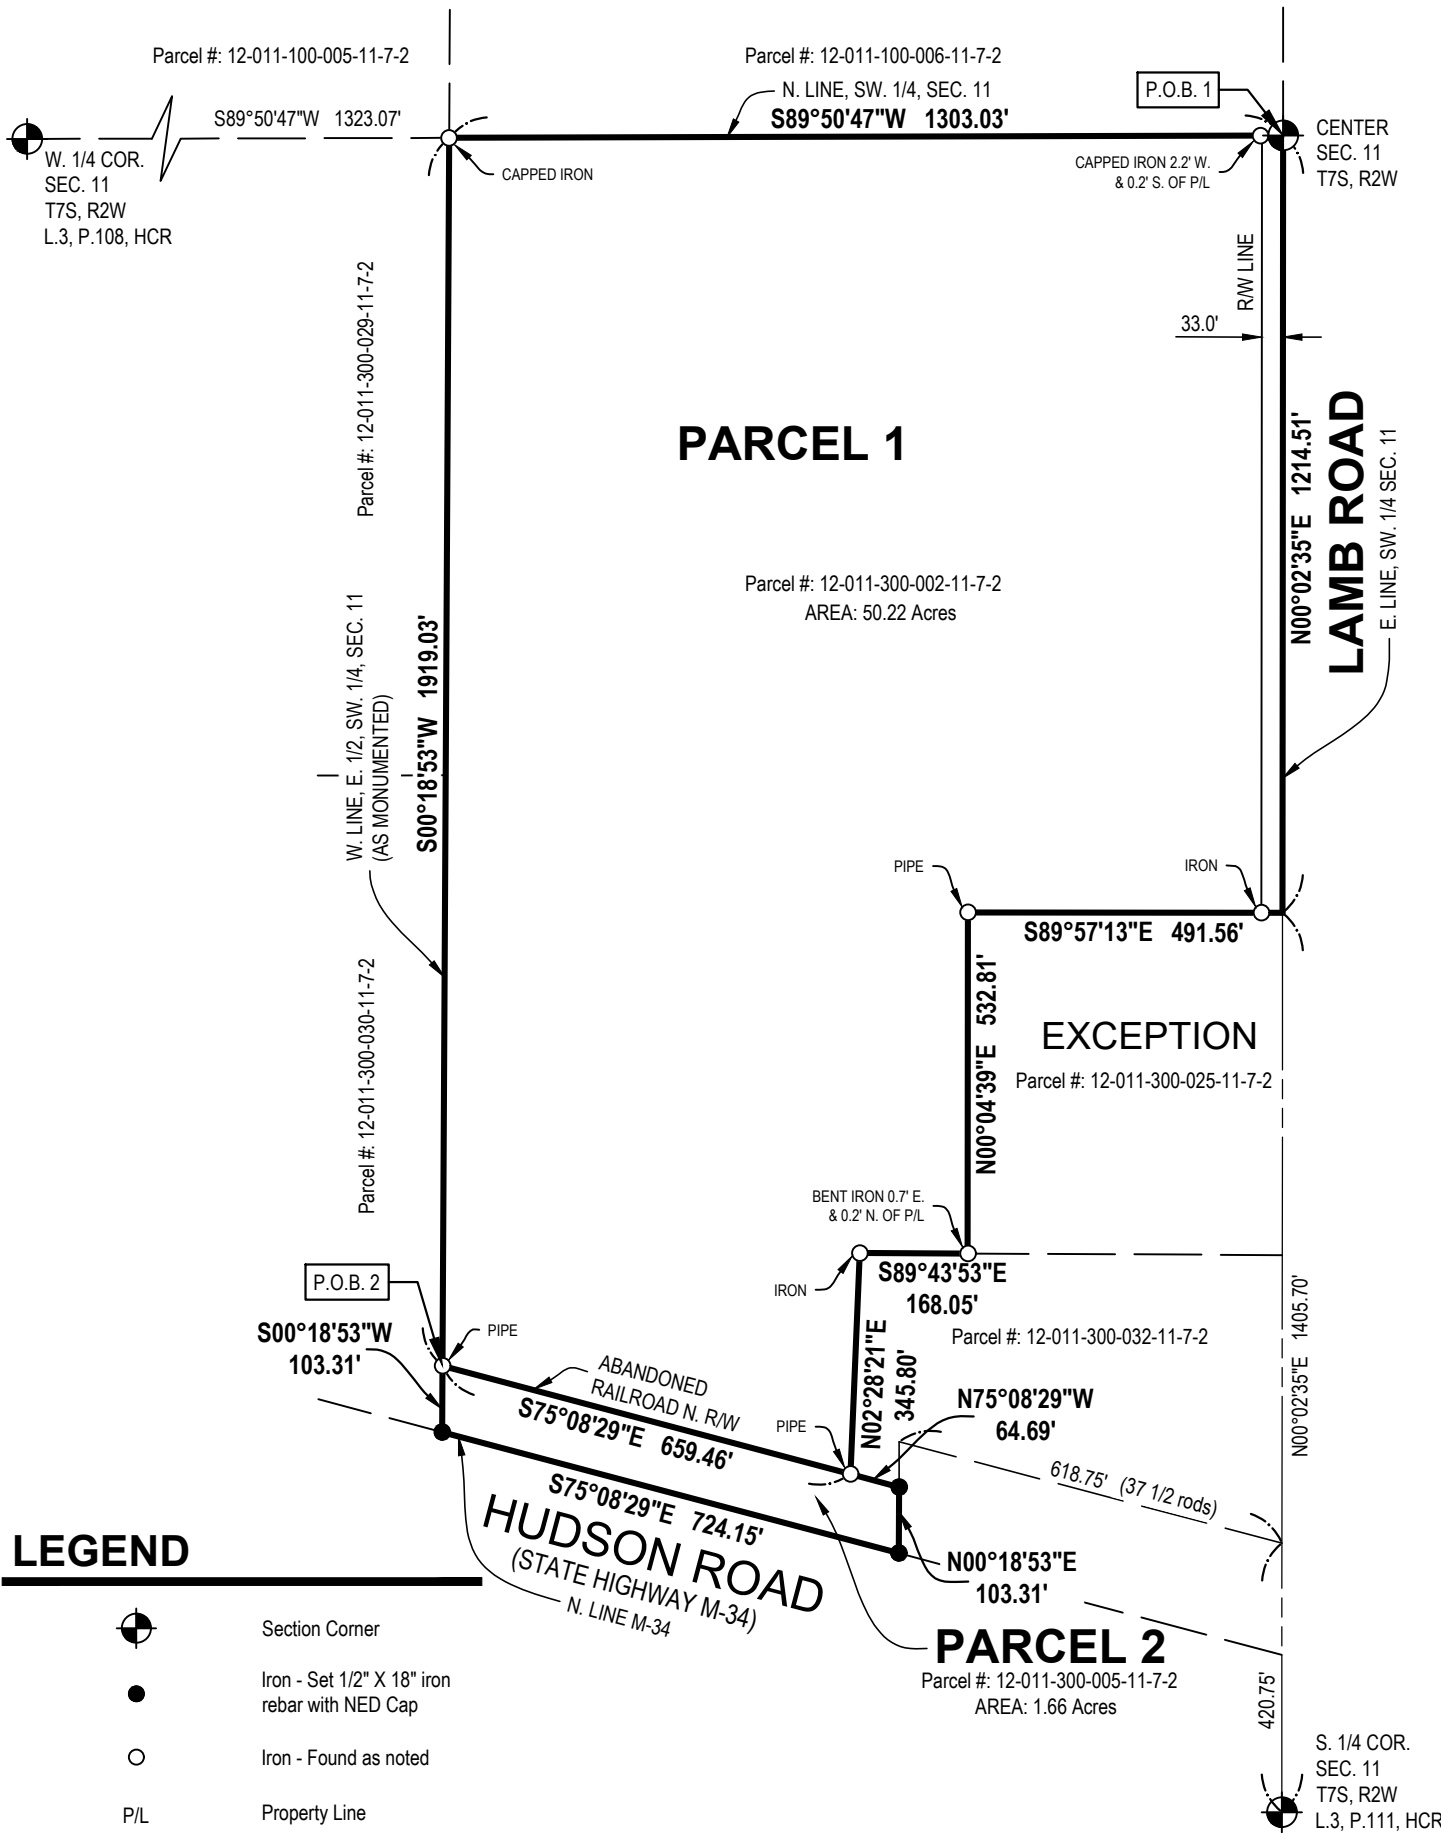 Parcel #: 12-011-100-005-11-7-2
Parcel #: 12-011-100-006-11-7-2
N. LINE, SW. 1/4, SEC. 11
P.O.B. 1
S89°50'47"W 1323.07'
S89°50'47"W 1303.03'
CENTER
SEC. 11
T7S, R2W
W. 1/4 COR.
SEC. 11
T7S, R2W
L.3, P.108, HCR
CAPPED IRON
CAPPED IRON 2.2' W.
& 0.2' S. OF P/L
R/W LINE
33.0'
Parcel #: 12-011-300-029-11-7-2
PARCEL 1
N00°02'35"E 1214.51'
LAMB ROAD
E. LINE, SW. 1/4 SEC. 11
Parcel #: 12-011-300-002-11-7-2
AREA: 50.22 Acres
W. LINE, E. 1/2, SW. 1/4, SEC. 11
(AS MONUMENTED)
S00°18'53"W 1919.03'
PIPE
IRON
S89°57'13"E 491.56'
N00°04'39"E 532.81'
EXCEPTION
Parcel #: 12-011-300-025-11-7-2
Parcel #: 12-011-300-030-11-7-2
BENT IRON 0.7' E.
& 0.2' N. OF P/L
P.O.B. 2
IRON
S89°43'53"E
168.05'
S00°18'53"W
103.31'
PIPE
Parcel #: 12-011-300-032-11-7-2
N00°02'35"E 1405.70'
ABANDONED
RAILROAD N. R/W
S75°08'29"E 659.46'
N02°28'21"E
345.80'
PIPE
N75°08'29"W
64.69'
618.75' (37 1/2 rods)
S75°08'29"E 724.15'
HUDSON ROAD
(STATE HIGHWAY M-34)
N. LINE M-34
N00°18'53"E
103.31'
PARCEL 2
Parcel #: 12-011-300-005-11-7-2
AREA: 1.66 Acres
420.75'
S. 1/4 COR.
SEC. 11
T7S, R2W
L.3, P.111, HCR
LEGEND
Section Corner
Iron - Set 1/2" X 18" iron
rebar with NED Cap
Iron - Found as noted
P/L Property Line